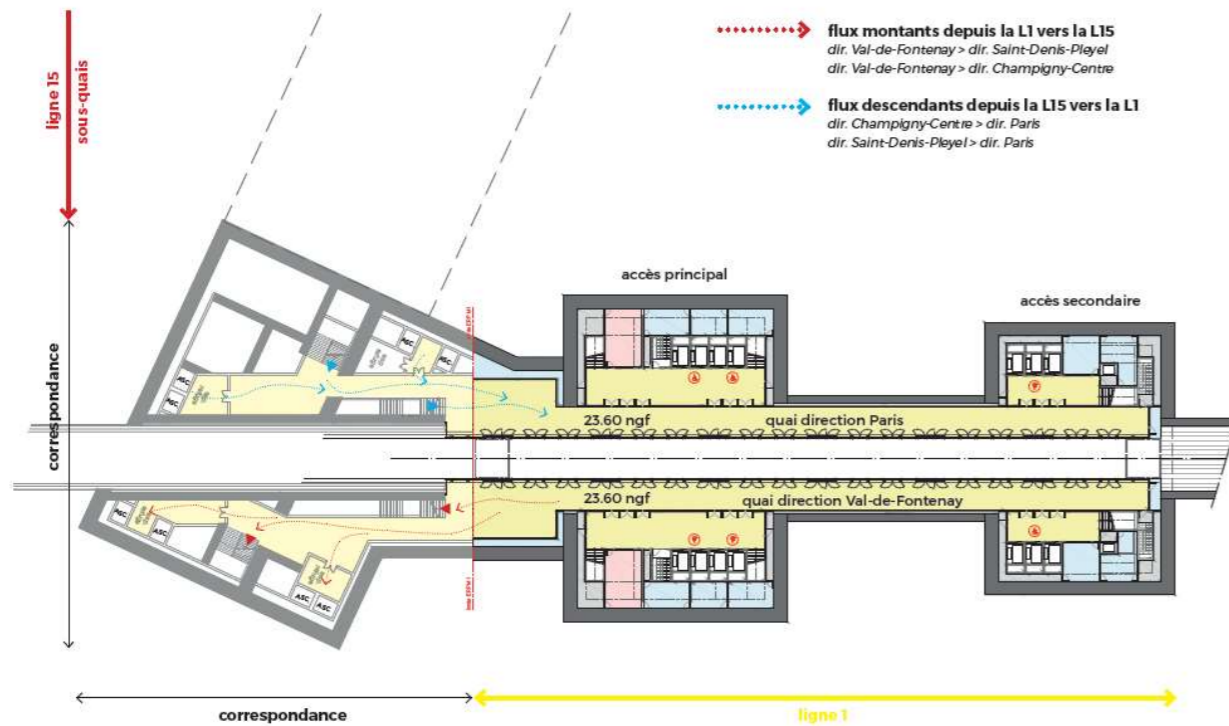 flux montants depuis la L1 vers la L15
dir. Val-de-Fontenay > dir. Saint-Denis-Pleyel
dir. Val-de-Fontenay > dir. Champigny-Centre
flux descendants depuis la L15 vers la L1
dir. Champigny-Centre > dir. Paris
dir. Saint-Denis-Pleyel > dir. Paris
ligne 15
sous-quais
correspondance
accès principal
accès secondaire
ASC
ASC
ASC
ASC
23.60 ngf
quai direction Paris
23.60 ngf
quai direction Val-de-Fontenay
ASC
ASC
ASC
ASC
correspondance
ligne 1